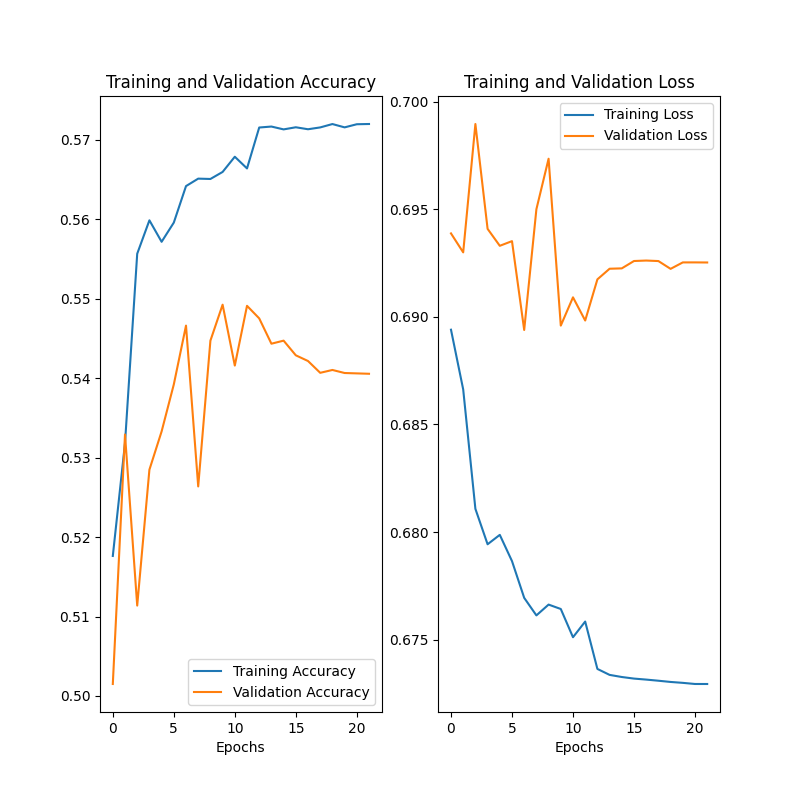 Training and Validation Accuracy
0.57
0.56
0.55
0.54
0.53
0.52
0.51
0.50
Training Accuracy
Validation Accuracy
0 5 10 15 20
Epochs
Training and Validation Loss
0.700
0.695
0.690
0.685
0.680
0.675
Training Loss
Validation Loss
0 5 10 15 20
Epochs